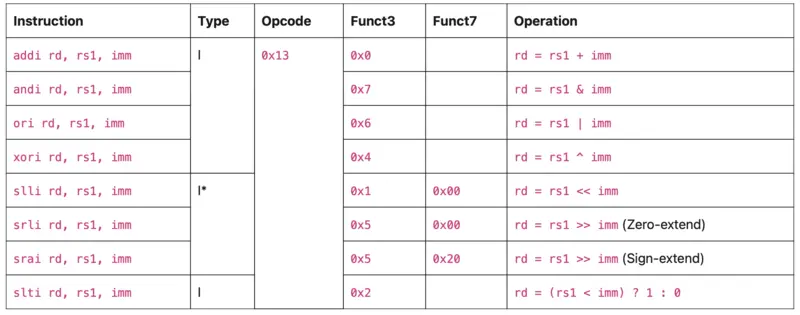 Instruction Type Opcode Funct3 Funct7 Operation
addi rd, rs1, imm I 0x13 0x0 rd = rs1 + imm
andi rd, rs1, imm 0x7 rd = rs1 & imm
ori rd, rs1, imm 0x6 rd = rs1 | imm
xori rd, rs1, imm 0x4 rd = rs1 ^ imm
slli rd, rs1, imm I* 0x1 0x00 rd = rs1 << imm
srli rd, rs1, imm 0x5 0x00 rd = rs1 >> imm (Zero-extend)
srai rd, rs1, imm 0x5 0x20 rd = rs1 >> imm (Sign-extend)
slti rd, rs1, imm I 0x2 rd = (rs1 < imm) ? 1 : 0